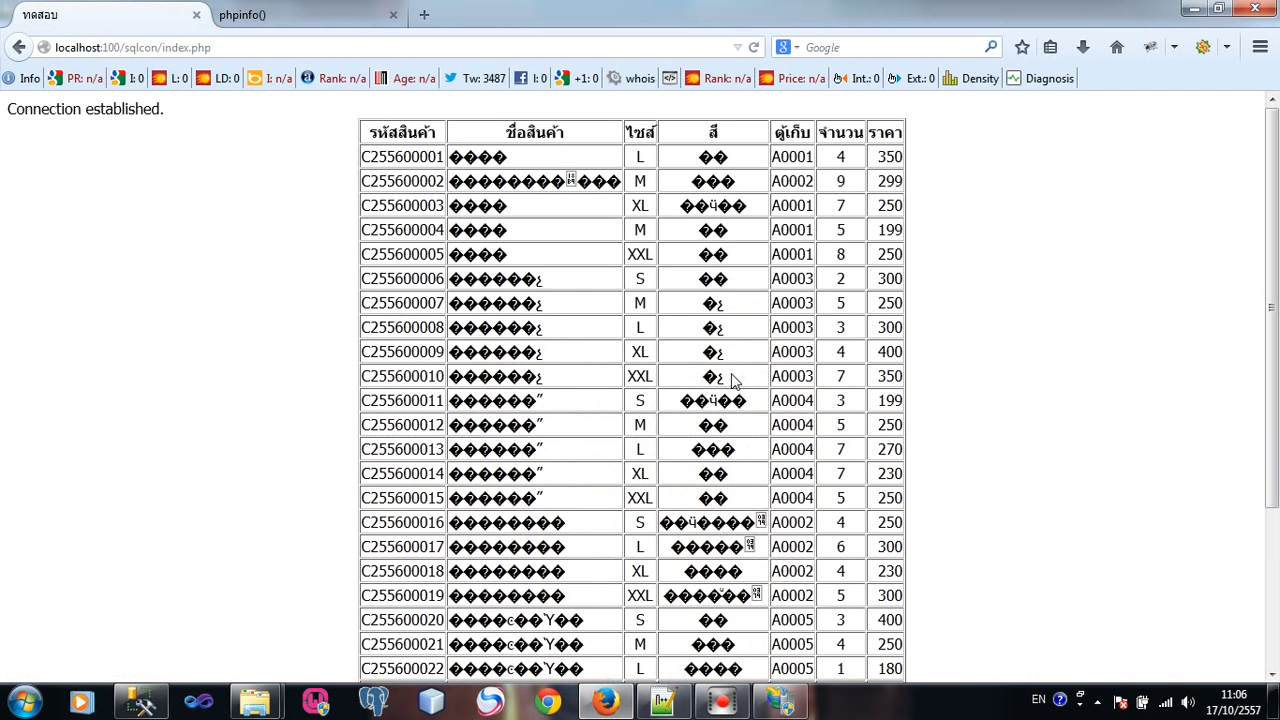 ทดสอบ
phpinfo()
localhost:100/sqlcon/index.php
Google
Info PR: n/a I: 0 L: 0 LD: 0 I: n/a Rank: n/a Age: n/a Tw: 3487 I: 0 +1: 0 whois Rank: n/a Price: n/a Int.: 0 Ext.: 0 Density Diagnosis
Connection established.
รหัสสินค้า ชื่อสินค้า ไซส์ สี ตู้เก็บ จำนวน ราคา
C255600001 ���� L �� A0001 4 350
C255600002 M ��� A0002 9 299
C255600003 ���� XL ��ӵ�� A0001 7 250
C255600004 ���� M �� A0001 5 199
C255600005 ���� XXL �� A0001 8 250
C255600006 S �� A0003 2 300
C255600007 M A0003 5 250
C255600008 L A0003 3 300
C255600009 XL A0003 4 400
C255600010 XXL A0003 7 350
C255600011 ������ʺ S A0004 3 199
C255600012 M �� A0004 5 250
C255600013 L ��� A0004 7 270
C255600014 XL �� A0004 7 230
C255600015 XXL �� A0004 5 250
C255600016 �������� S A0002 4 250
C255600017 �������� L A0002 6 300
C255600018 �������� XL ���� A0002 4 230
C255600019 �������� XXL A0002 5 300
C255600020 S �� A0005 3 400
C255600021 M ��� A0005 4 250
C255600022 L ���� A0005 1 180
EN
11:06
17/10/2557